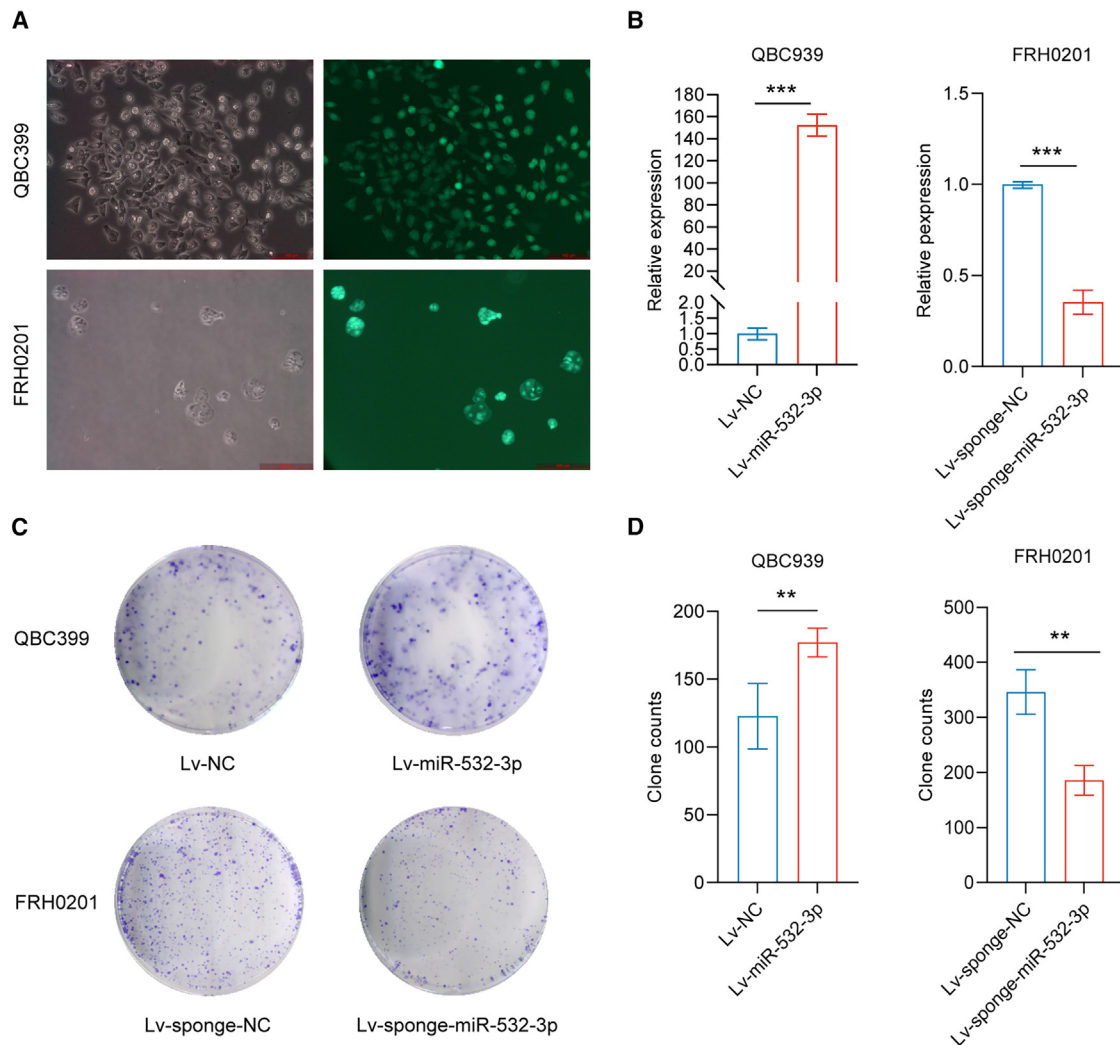 A
QBC399
FRH0201
B
QBC939
Relative expression
180
160
140
120
100
80
60
40
20
2.0
1.5
1.0
0.5
0.0
***
Lv-NC
Lv-miR-532-3p
FRH0201
Relative pexpression
1.5
1.0
0.5
0.0
***
Lv-sponge-NC
Lv-sponge-miR-532-3p
C
QBC399
Lv-NC
Lv-miR-532-3p
FRH0201
Lv-sponge-NC
Lv-sponge-miR-532-3p
D
QBC939
Clone counts
200
150
100
50
0
**
Lv-NC
Lv-miR-532-3p
FRH0201
Clone counts
500
400
300
200
100
0
**
Lv-sponge-NC
Lv-sponge-miR-532-3p